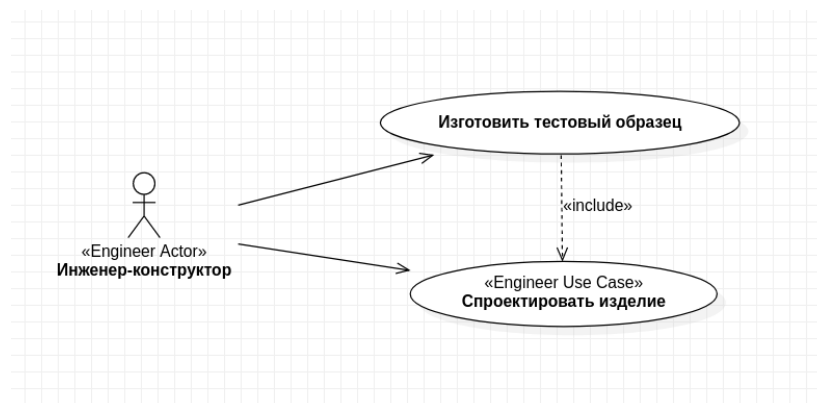 Изготовить тестовый образец
«include»
«Engineer Actor»
Инженер-конструктор
«Engineer Use Case»
Спроектировать изделие